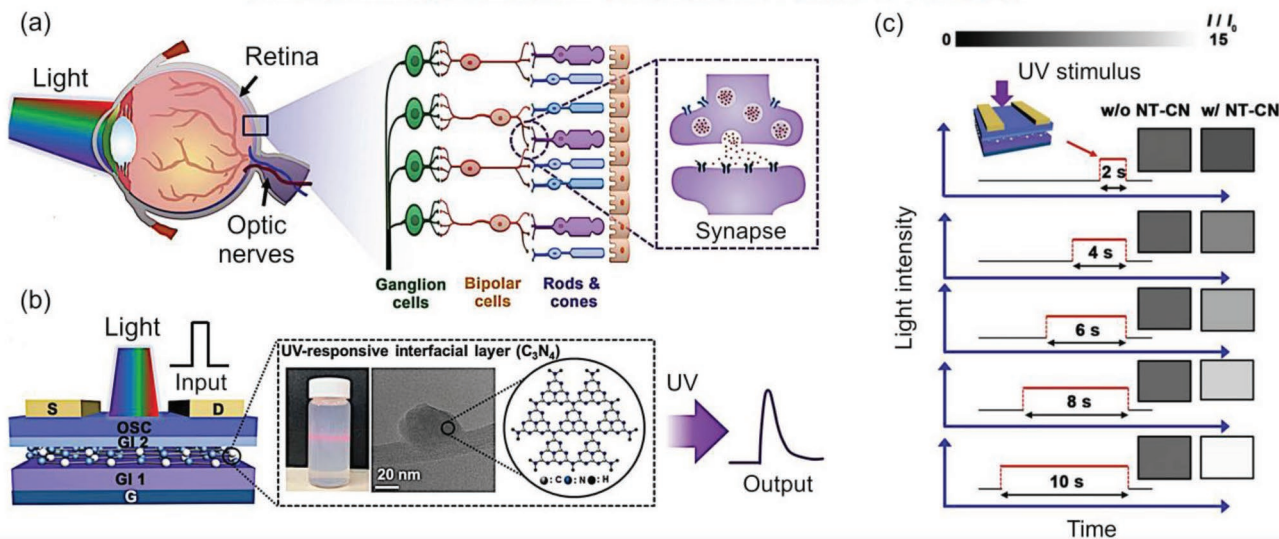 (a)
Retina
Light
Optic
nerves
Ganglion
cells
Bipolar
cells
Rods &
cones
Synapse
(b)
Light
Input
S
D
OSC
GI 2
GI 1
G
UV-responsive interfacial layer (C₃N₄)
20 nm
: C : N : H
UV
Output
(c)
I / I₀
0
15
UV stimulus
w/o NT-CN
w/ NT-CN
2 s
4 s
6 s
8 s
10 s
Light intensity
Time